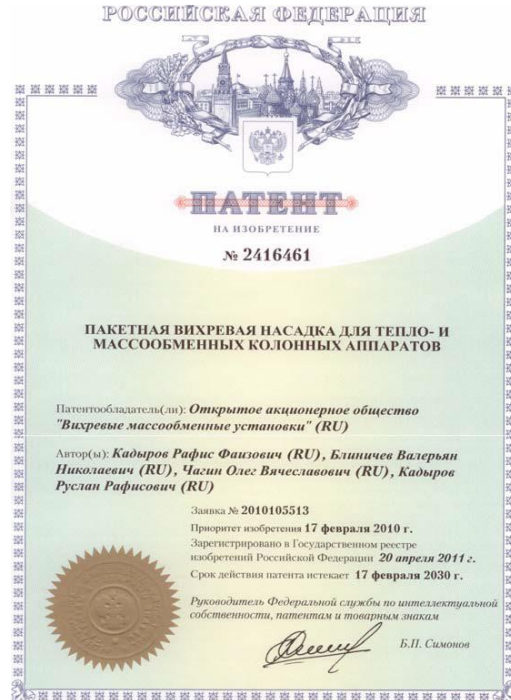 РОССИЙСКАЯ ФЕДЕРАЦИЯ
ПАТЕНТ
НА ИЗОБРЕТЕНИЕ
№ 2416461
ПАКЕТНАЯ ВИХРЕВАЯ НАСАДКА ДЛЯ ТЕПЛО- И
МАССООБМЕННЫХ КОЛОННЫХ АППАРАТОВ
Патентообладатель(ли): Открытое акционерное общество
"Вихревые массообменные установки" (RU)
Автор(ы): Кадыров Рафис Фаизович (RU), Блиничев Валерьян
Николаевич (RU), Чагин Олег Вячеславович (RU), Кадыров
Руслан Рафисович (RU)
Заявка № 2010105513
Приоритет изобретения 17 февраля 2010 г.
Зарегистрировано в Государственном реестре
изобретений Российской Федерации 20 апреля 2011 г.
Срок действия патента истекает 17 февраля 2030 г.
Руководитель Федеральной службы по интеллектуальной
собственности, патентам и товарным знакам
Б.П. Симонов